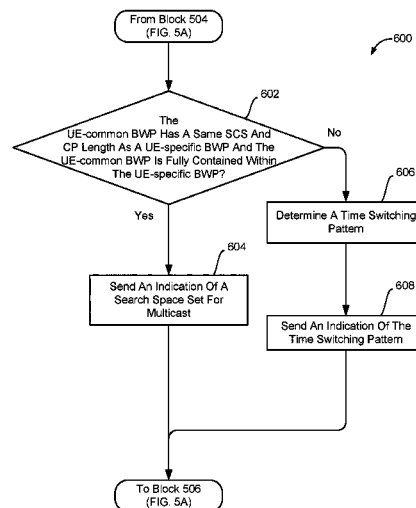 From Block 504
(FIG. 5A)
600
602
The
UE-common BWP Has A Same SCS And
CP Length As A UE-specific BWP And The
UE-common BWP Is Fully Contained Within
The UE-specific BWP?
No
606
Determine A Time Switching
Pattern
Yes
604
Send An Indication Of A
Search Space Set For
Multicast
608
Send An Indication Of The
Time Switching Pattern
To Block 506
(FIG. 5A)